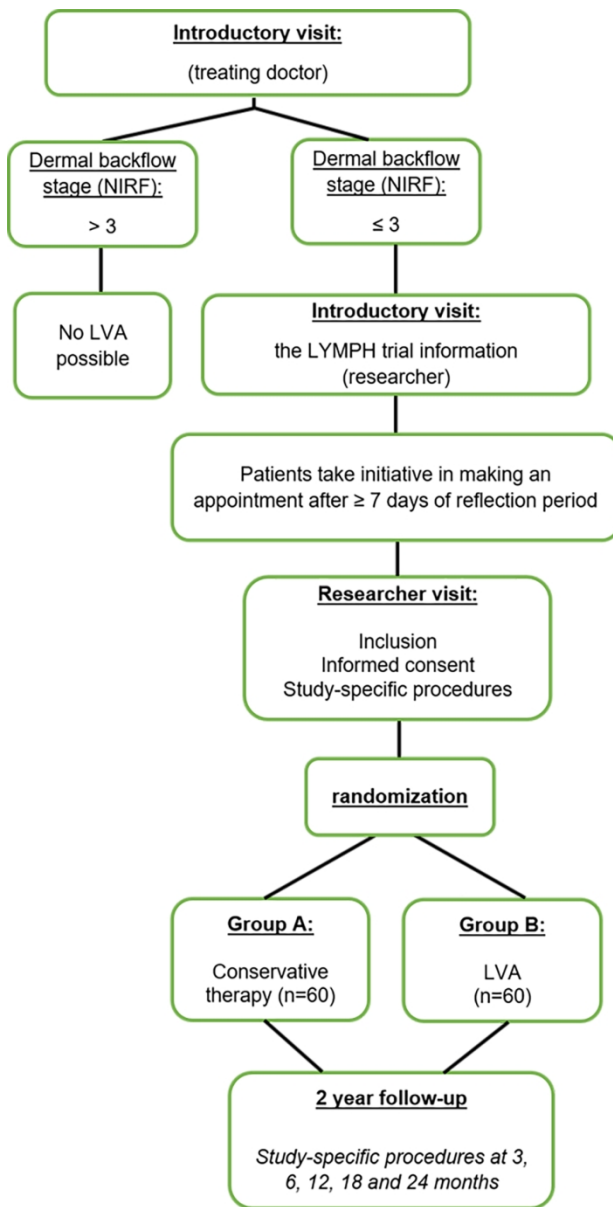 Introductory visit:
(treating doctor)
Dermal backflow
stage (NIRF):
> 3
Dermal backflow
stage (NIRF):
≤ 3
No LVA
possible
Introductory visit:
the LYMPH trial information
(researcher)
Patients take initiative in making an
appointment after ≥ 7 days of reflection period
Researcher visit:
Inclusion
Informed consent
Study-specific procedures
randomization
Group A:
Conservative
therapy (n=60)
Group B:
LVA
(n=60)
2 year follow-up
Study-specific procedures at 3,
6, 12, 18 and 24 months